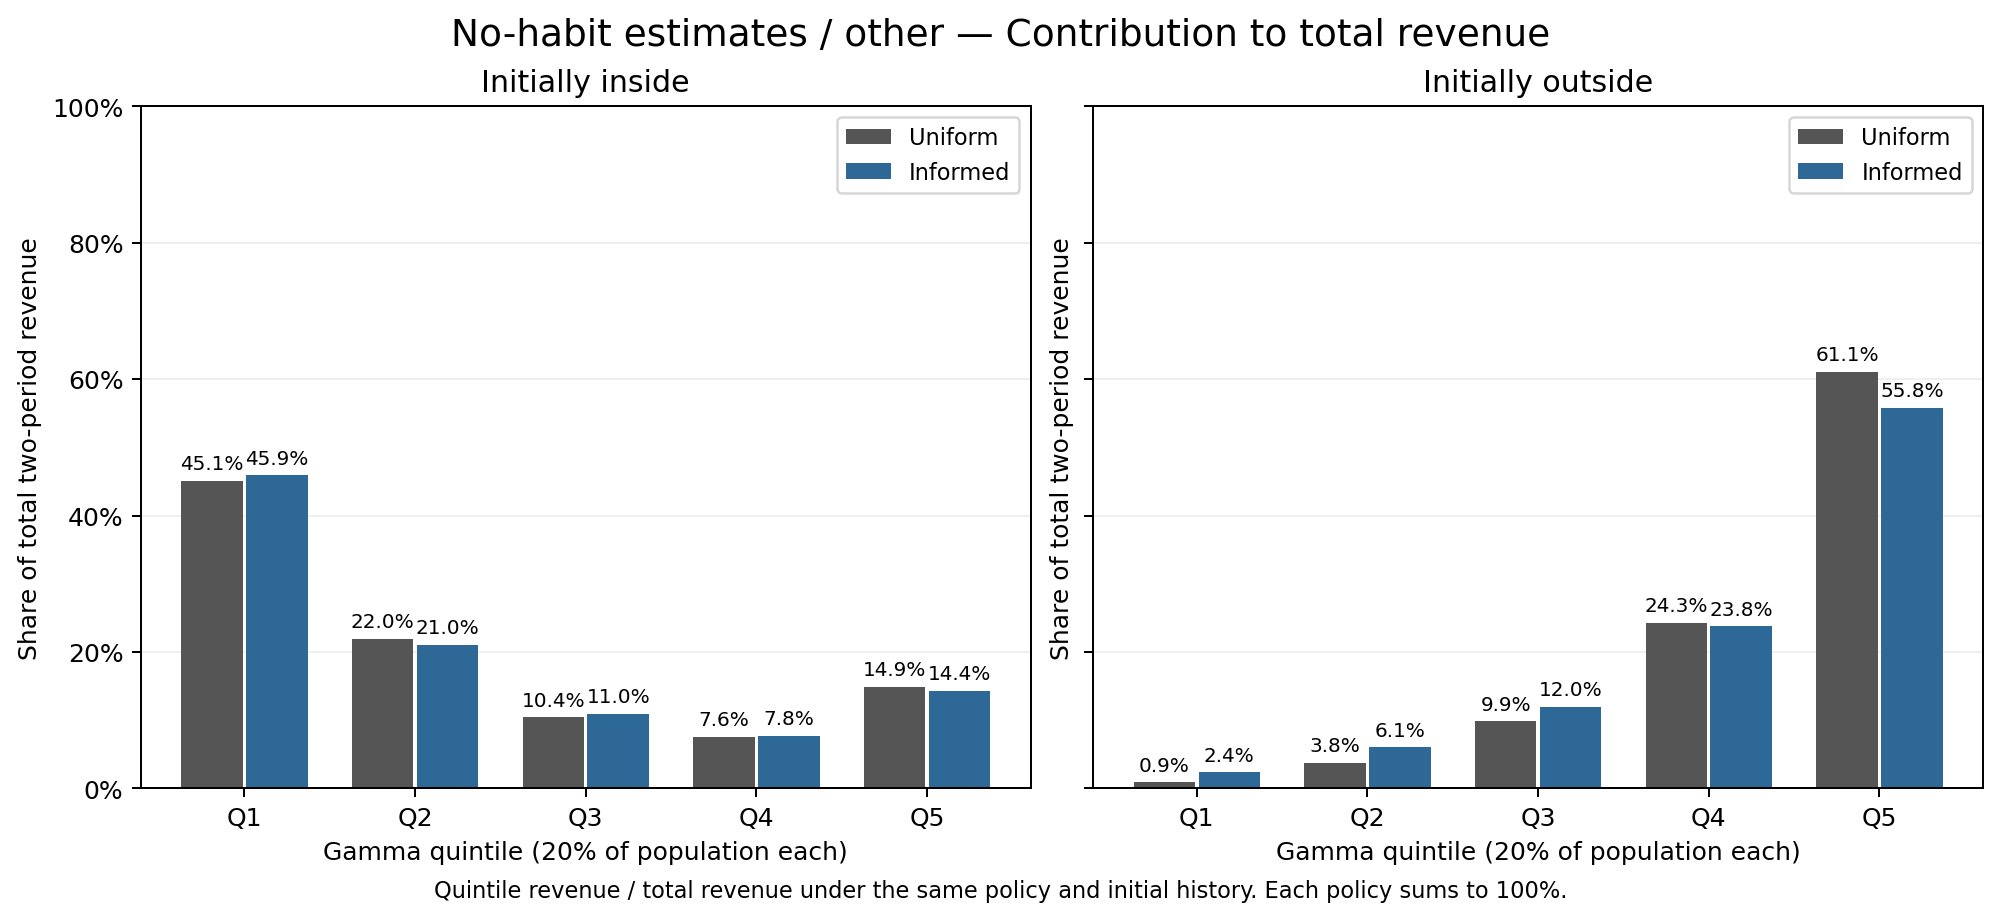 No-habit estimates / other — Contribution to total revenue
Initially inside
Share of total two-period revenue
100%
80%
60%
40%
20%
0%
Uniform
Informed
45.1%
45.9%
22.0%
21.0%
10.4%
11.0%
7.6%
7.8%
14.9%
14.4%
Q1
Q2
Q3
Q4
Q5
Gamma quintile (20% of population each)
Initially outside
Share of total two-period revenue
Uniform
Informed
0.9%
2.4%
3.8%
6.1%
9.9%
12.0%
24.3%
23.8%
61.1%
55.8%
Q1
Q2
Q3
Q4
Q5
Gamma quintile (20% of population each)
Quintile revenue / total revenue under the same policy and initial history. Each policy sums to 100%.